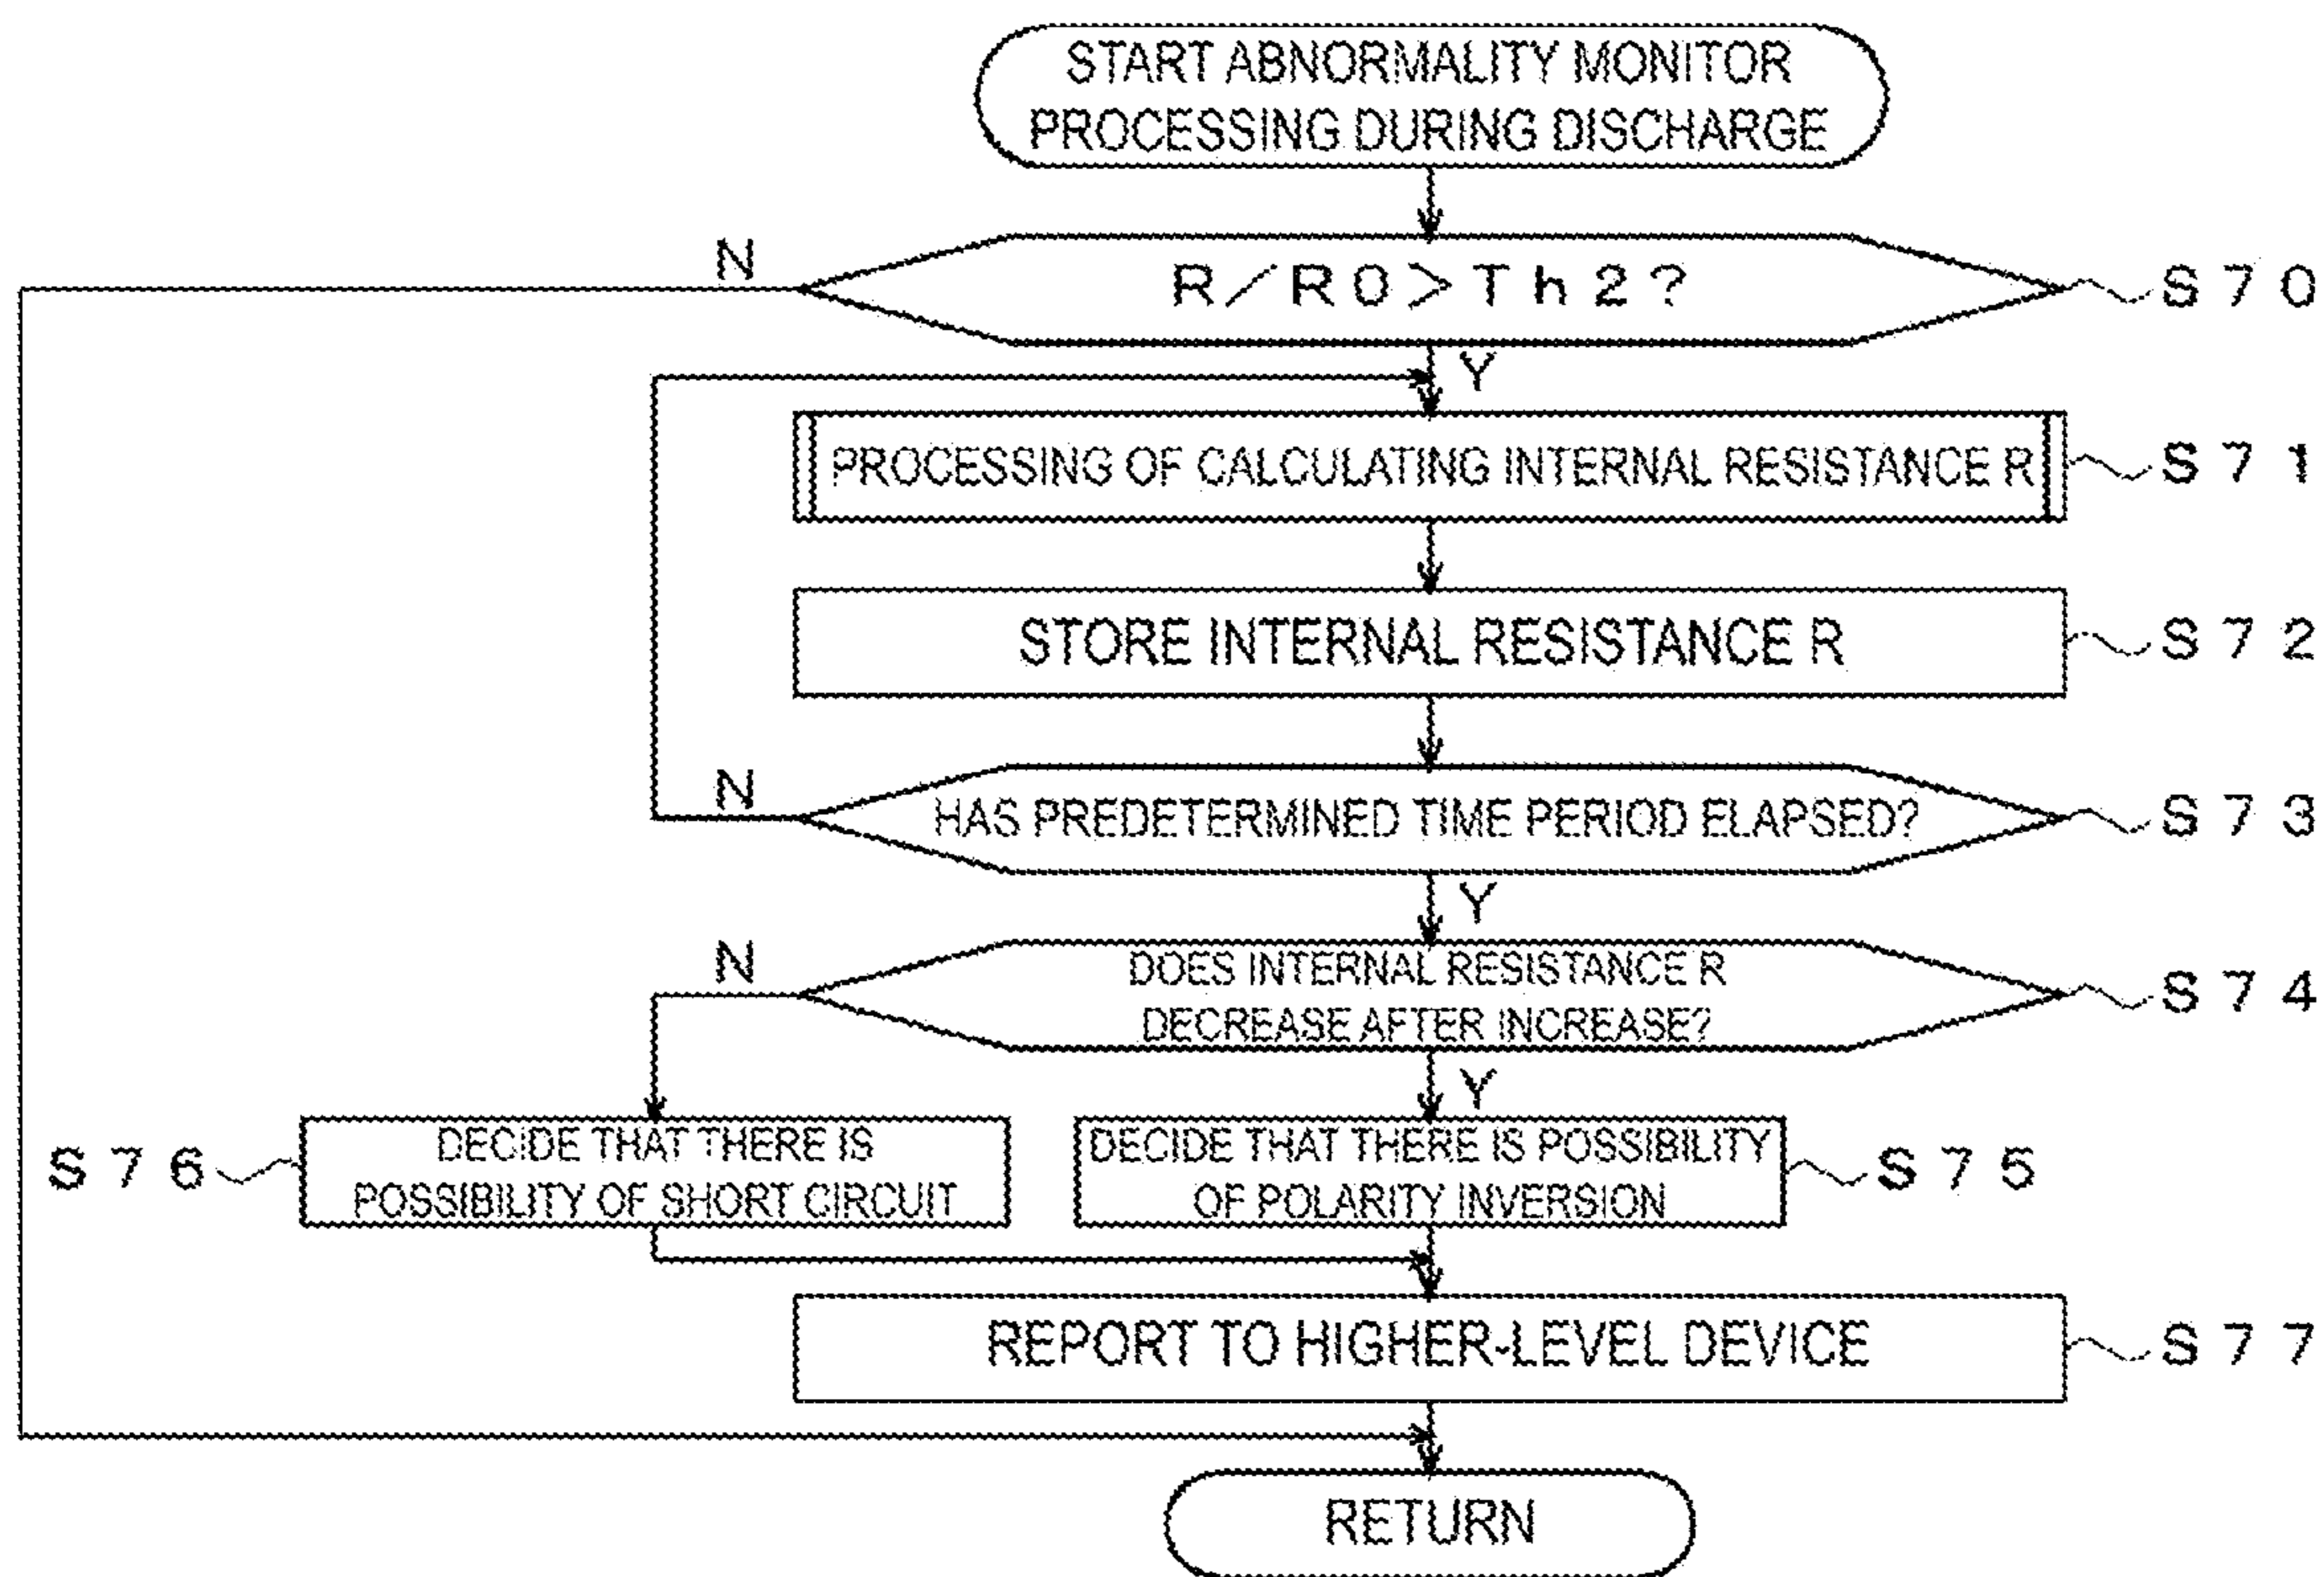 START ABNORMALITY MONITOR
PROCESSING DURING DISCHARGE
N
R/R0>Th2?
S70
Y
PROCESSING OF CALCULATING INTERNAL RESISTANCE R
S71
STORE INTERNAL RESISTANCE R
S72
N
HAS PREDETERMINED TIME PERIOD ELAPSED?
S73
Y
N
DOES INTERNAL RESISTANCE R
DECREASE AFTER INCREASE?
S74
Y
S76
DECIDE THAT THERE IS
POSSIBILITY OF SHORT CIRCUIT
DECIDE THAT THERE IS POSSIBILITY
OF POLARITY INVERSION
S75
REPORT TO HIGHER-LEVEL DEVICE
S77
RETURN